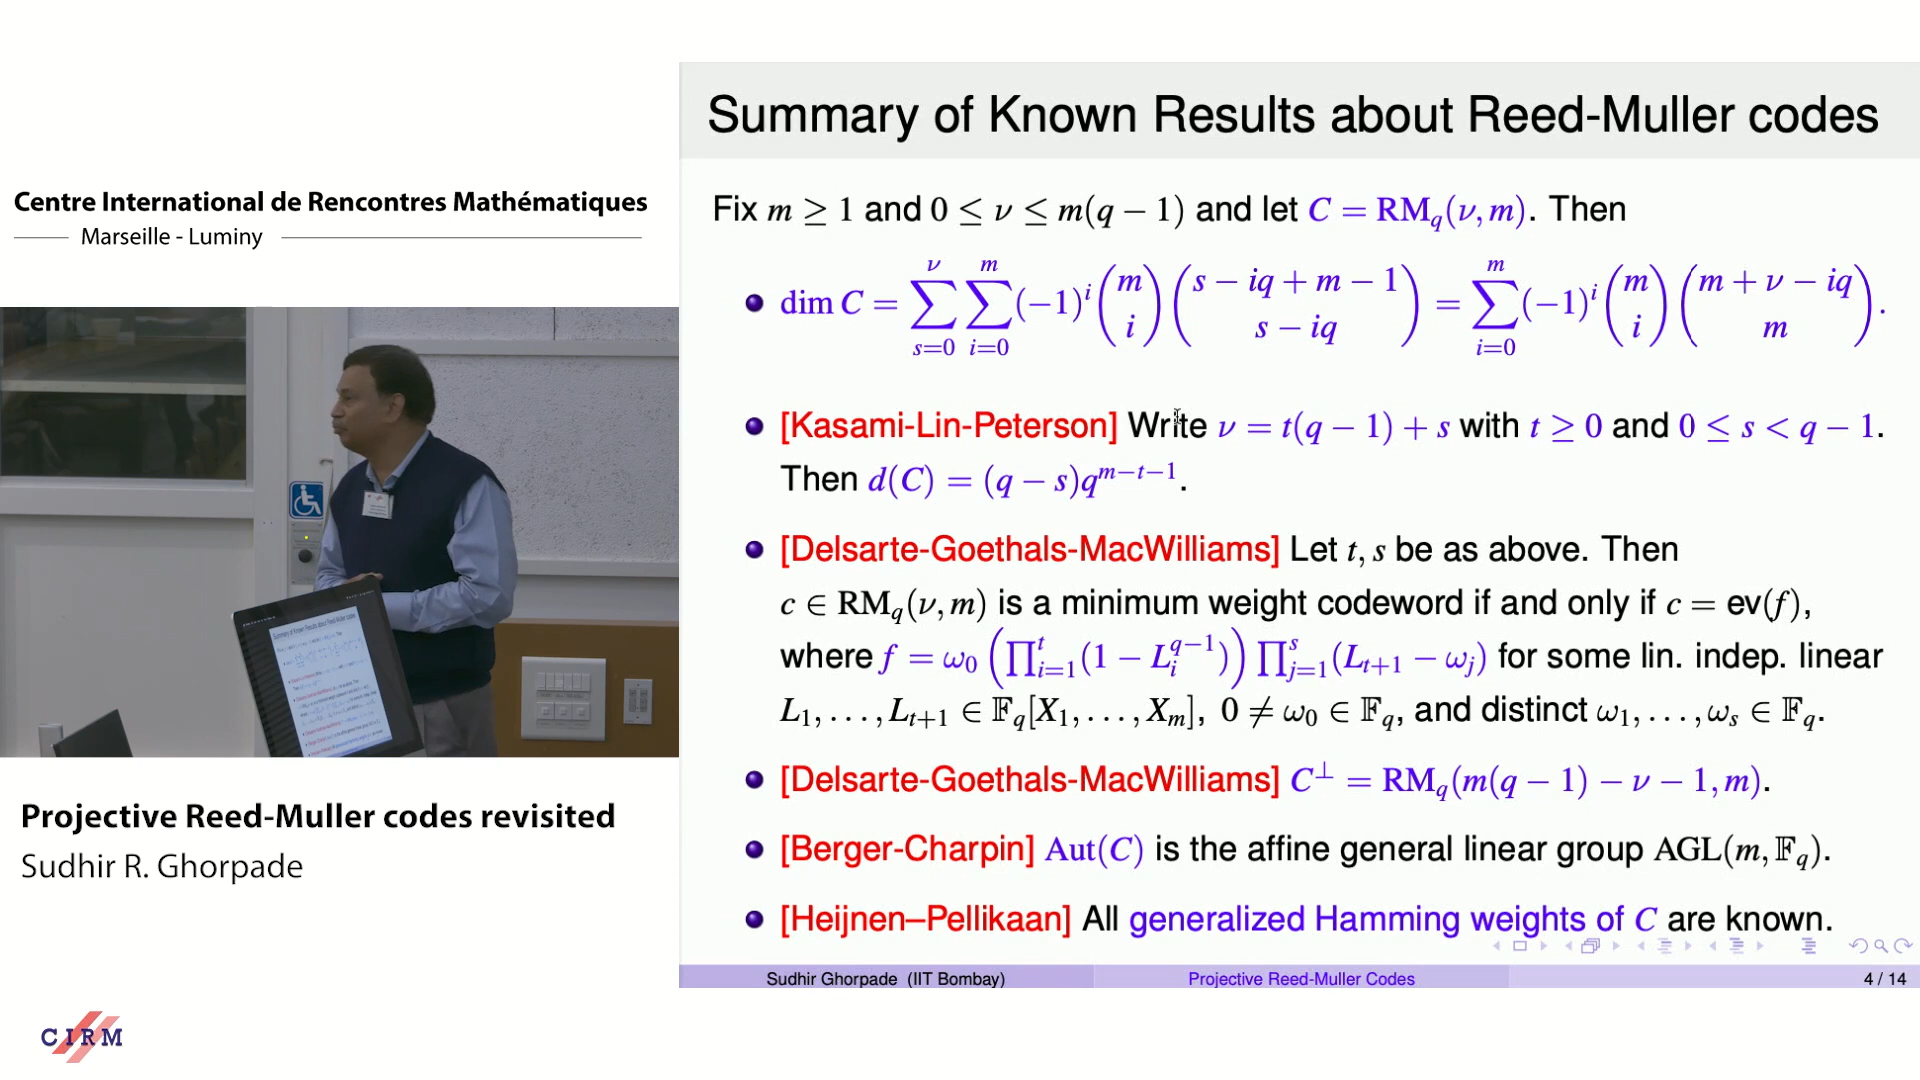 Centre International de Rencontres Mathématiques
Marseille - Luminy
Projective Reed-Muller codes revisited
Sudhir R. Ghorpade
CIRM
Summary of Known Results about Reed-Muller codes
Fix m ≥ 1 and 0 ≤ ν ≤ m(q − 1) and let C = RM_q(ν, m). Then
dim C = ∑_{s=0}^{ν} ∑_{i=0}^{m} (−1)^i \binom{m}{i} \binom{s − iq + m − 1}{s − iq} = ∑_{i=0}^{m} (−1)^i \binom{m}{i} \binom{m + ν − iq}{m}.
[Kasami-Lin-Peterson] Write ν = t(q − 1) + s with t ≥ 0 and 0 ≤ s < q − 1.
Then d(C) = (q − s)q^{m−t−1}.
[Delsarte-Goethals-MacWilliams] Let t, s be as above. Then
c ∈ RM_q(ν, m) is a minimum weight codeword if and only if c = ev(f),
where f = ω_0 (∏_{i=1}^{t}(1 − L_i^{q−1})) ∏_{j=1}^{s}(L_{t+1} − ω_j) for some lin. indep. linear
L_1, . . . , L_{t+1} ∈ 𝔽_q[X_1, . . . , X_m], 0 ≠ ω_0 ∈ 𝔽_q, and distinct ω_1, . . . , ω_s ∈ 𝔽_q.
[Delsarte-Goethals-MacWilliams] C^⊥ = RM_q(m(q − 1) − ν − 1, m).
[Berger-Charpin] Aut(C) is the affine general linear group AGL(m, 𝔽_q).
[Heijnen–Pellikaan] All generalized Hamming weights of C are known.
Sudhir Ghorpade (IIT Bombay)
Projective Reed-Muller Codes
4 / 14